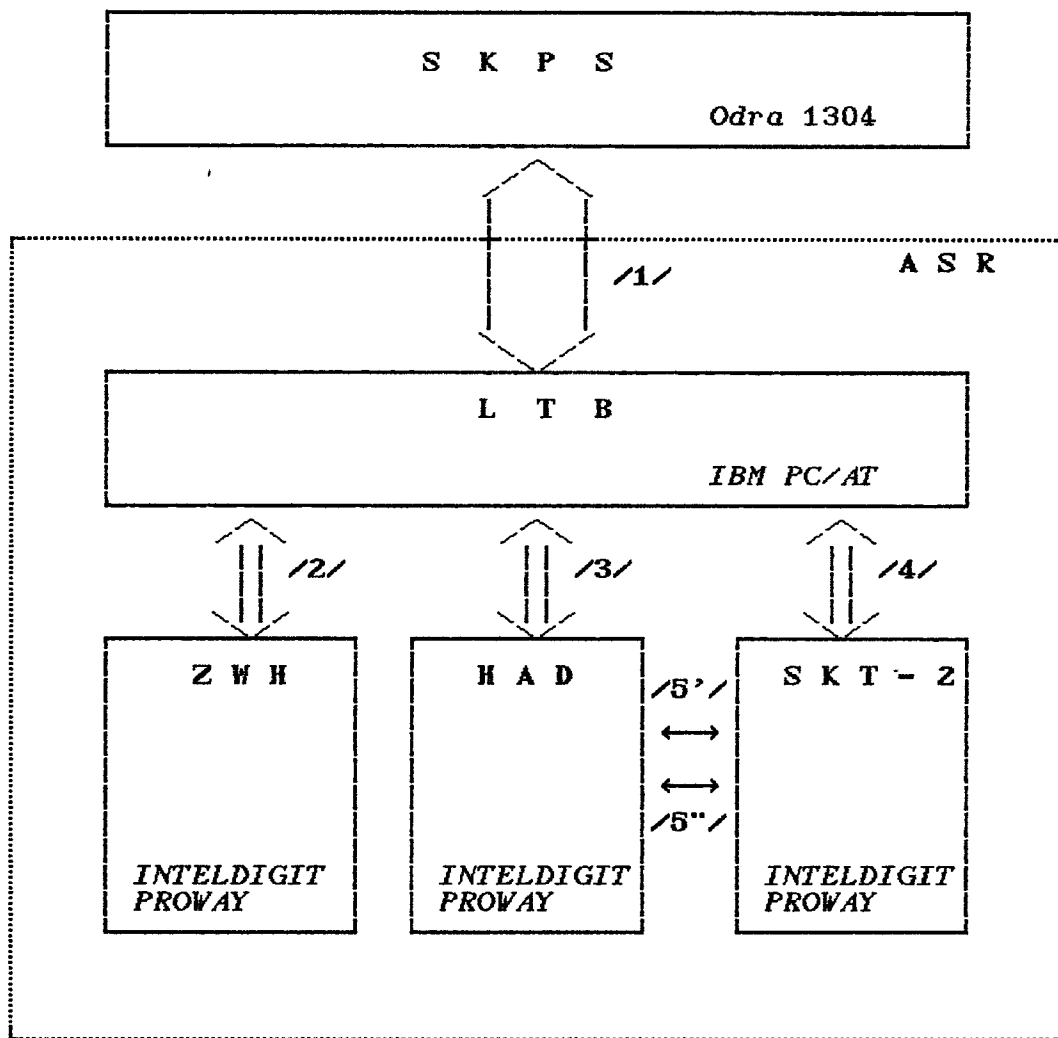 S K P S
Odra 1304
A S R
/1/
L T B
IBM PC/AT
/2/
/3/
/4/
Z W H
H A D
S K T - 2
/5'/
/5"/
INTELDIGIT
PROWAY
INTELDIGIT
PROWAY
INTELDIGIT
PROWAY